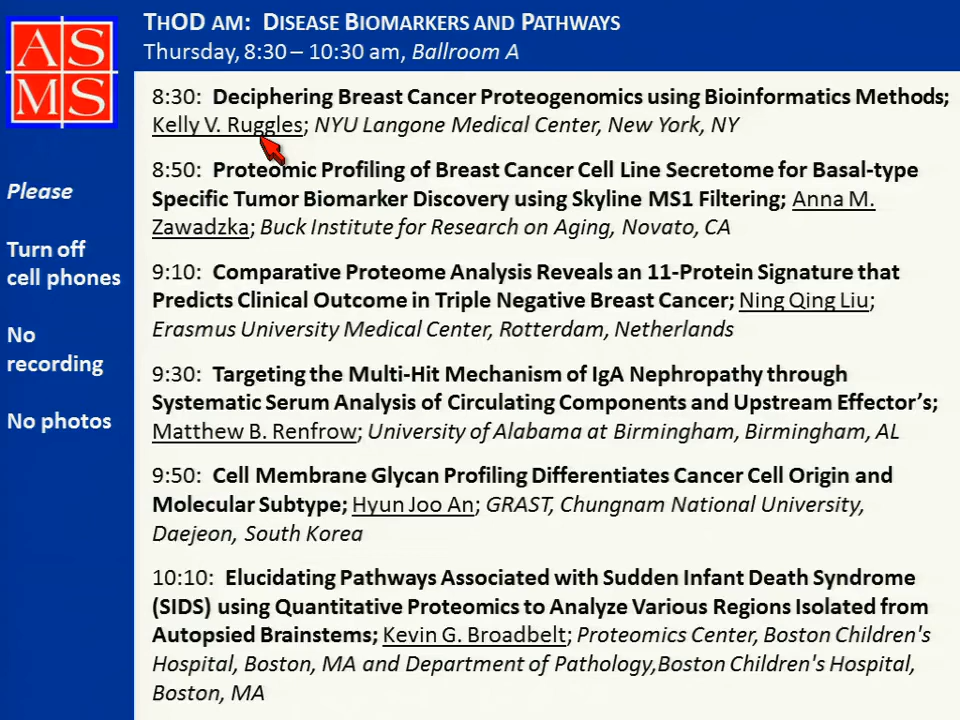 AS
MS
THOD AM: DISEASE BIOMARKERS AND PATHWAYS
Thursday, 8:30 – 10:30 am, Ballroom A
Please
Turn off
cell phones
No
recording
No photos
8:30: Deciphering Breast Cancer Proteogenomics using Bioinformatics Methods;
Kelly V. Ruggles; NYU Langone Medical Center, New York, NY
8:50: Proteomic Profiling of Breast Cancer Cell Line Secretome for Basal-type
Specific Tumor Biomarker Discovery using Skyline MS1 Filtering; Anna M.
Zawadzka; Buck Institute for Research on Aging, Novato, CA
9:10: Comparative Proteome Analysis Reveals an 11-Protein Signature that
Predicts Clinical Outcome in Triple Negative Breast Cancer; Ning Qing Liu;
Erasmus University Medical Center, Rotterdam, Netherlands
9:30: Targeting the Multi-Hit Mechanism of IgA Nephropathy through
Systematic Serum Analysis of Circulating Components and Upstream Effector's;
Matthew B. Renfrow; University of Alabama at Birmingham, Birmingham, AL
9:50: Cell Membrane Glycan Profiling Differentiates Cancer Cell Origin and
Molecular Subtype; Hyun Joo An; GRAST, Chungnam National University,
Daejeon, South Korea
10:10: Elucidating Pathways Associated with Sudden Infant Death Syndrome
(SIDS) using Quantitative Proteomics to Analyze Various Regions Isolated from
Autopsied Brainstems; Kevin G. Broadbelt; Proteomics Center, Boston Children's
Hospital, Boston, MA and Department of Pathology,Boston Children's Hospital,
Boston, MA